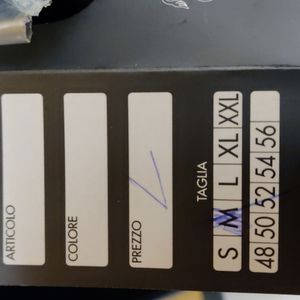 ARTICOLO
COLORE
PREZZO
TAGLIA
S M L XL XXL
48 50 52 54 56